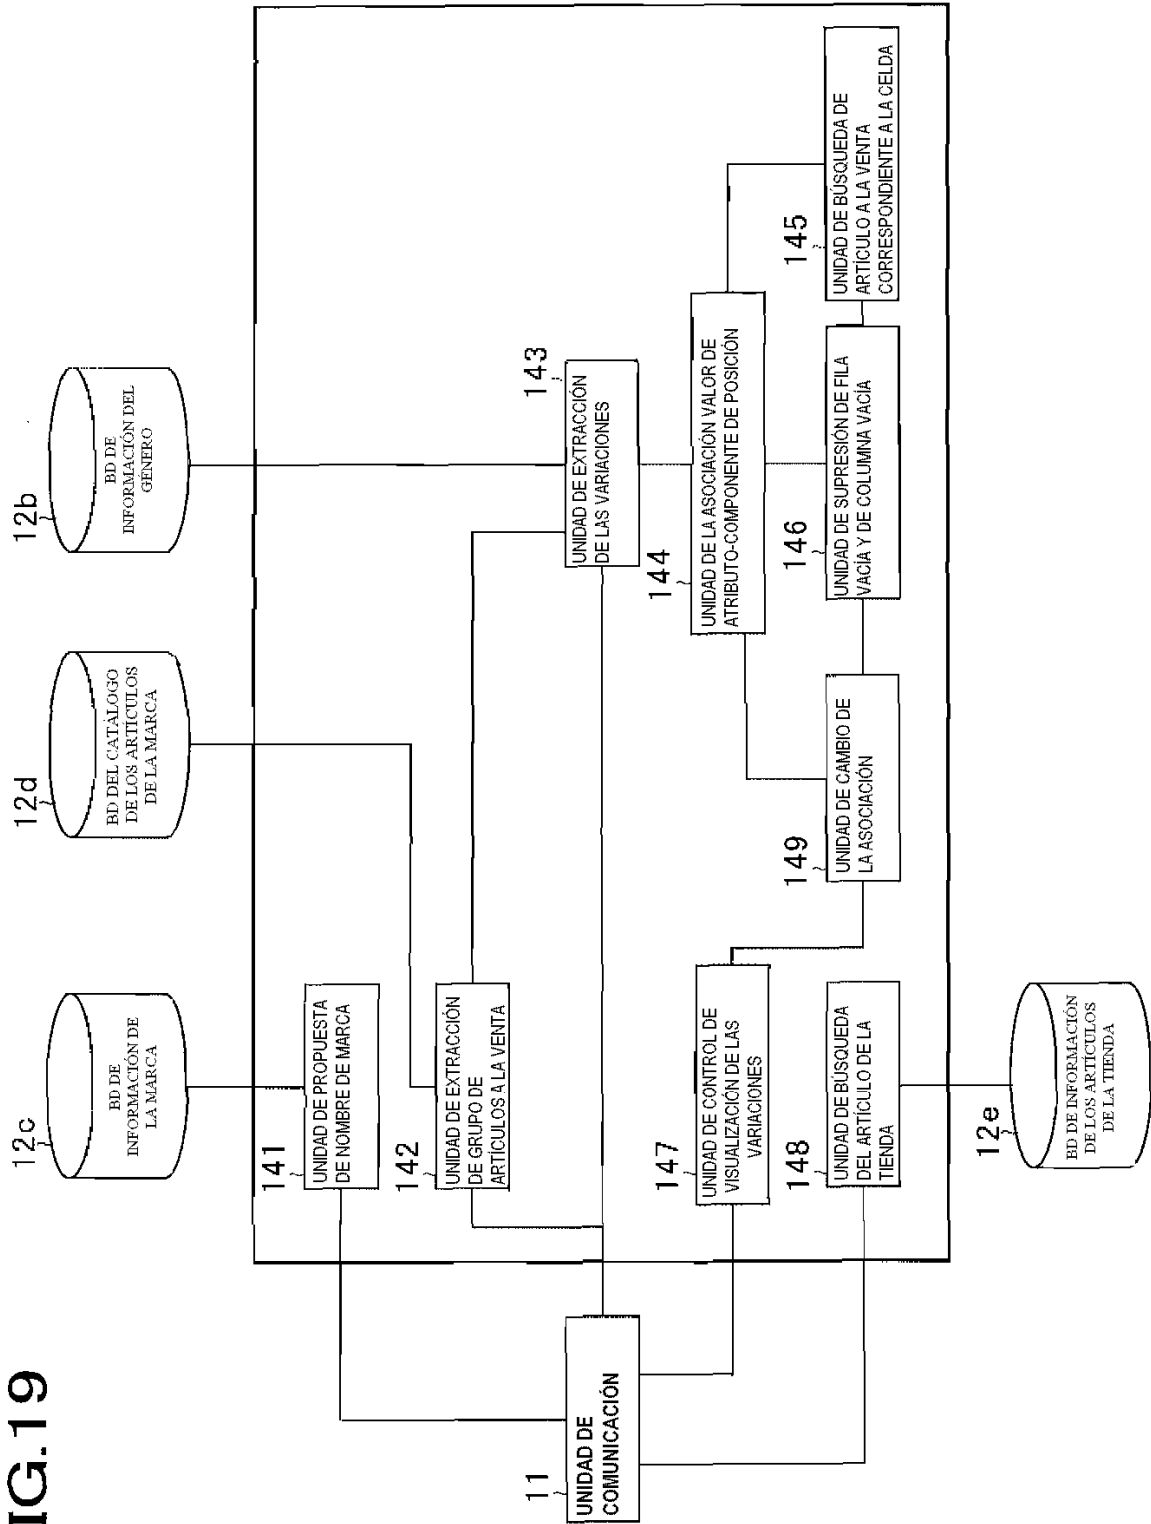 IG.19
12c
BD DE
INFORMACIÓN DE
LA MARCA
12d
BD DEL CATÁLOGO
DE LOS ARTÍCULOS
DE LA MARCA
12b
BD DE
INFORMACIÓN DEL
GÉNERO
141
UNIDAD DE PROPUESTA
DE NOMBRE DE MARCA
142
UNIDAD DE EXTRACCIÓN
DE GRUPO DE
ARTÍCULOS A LA VENTA
143
UNIDAD DE EXTRACCIÓN
DE LAS VARIACIONES
11
UNIDAD DE
COMUNICACIÓN
144
UNIDAD DE LA ASOCIACIÓN VALOR DE
ATRIBUTO-COMPONENTE DE POSICIÓN
147
UNIDAD DE CONTROL DE
VISUALIZACIÓN DE LAS
VARIACIONES
148
UNIDAD DE BÚSQUEDA
DEL ARTÍCULO DE LA
TIENDA
149
UNIDAD DE CAMBIO DE
LA ASOCIACIÓN
146
UNIDAD DE SUPRESIÓN DE FILA
VACÍA Y DE COLUMNA VACÍA
145
UNIDAD DE BÚSQUEDA DE
ARTÍCULO A LA VENTA
CORRESPONDIENTE A LA CELDA
12e
BD DE INFORMACIÓN
DE LOS ARTÍCULOS
DE LA TIENDA